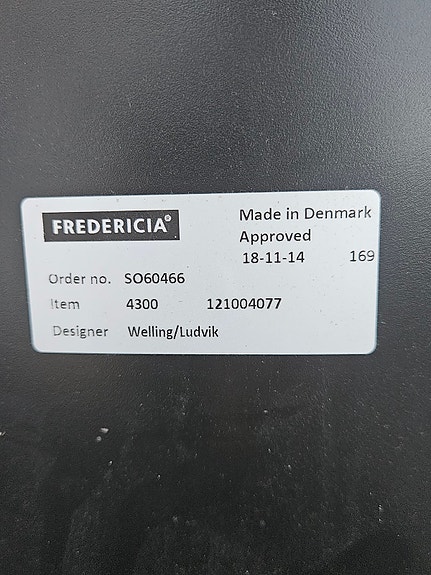 FREDERICIA®
Made in Denmark
Approved
18-11-14 169
Order no. SO60466
Item 4300 121004077
Designer Welling/Ludvik